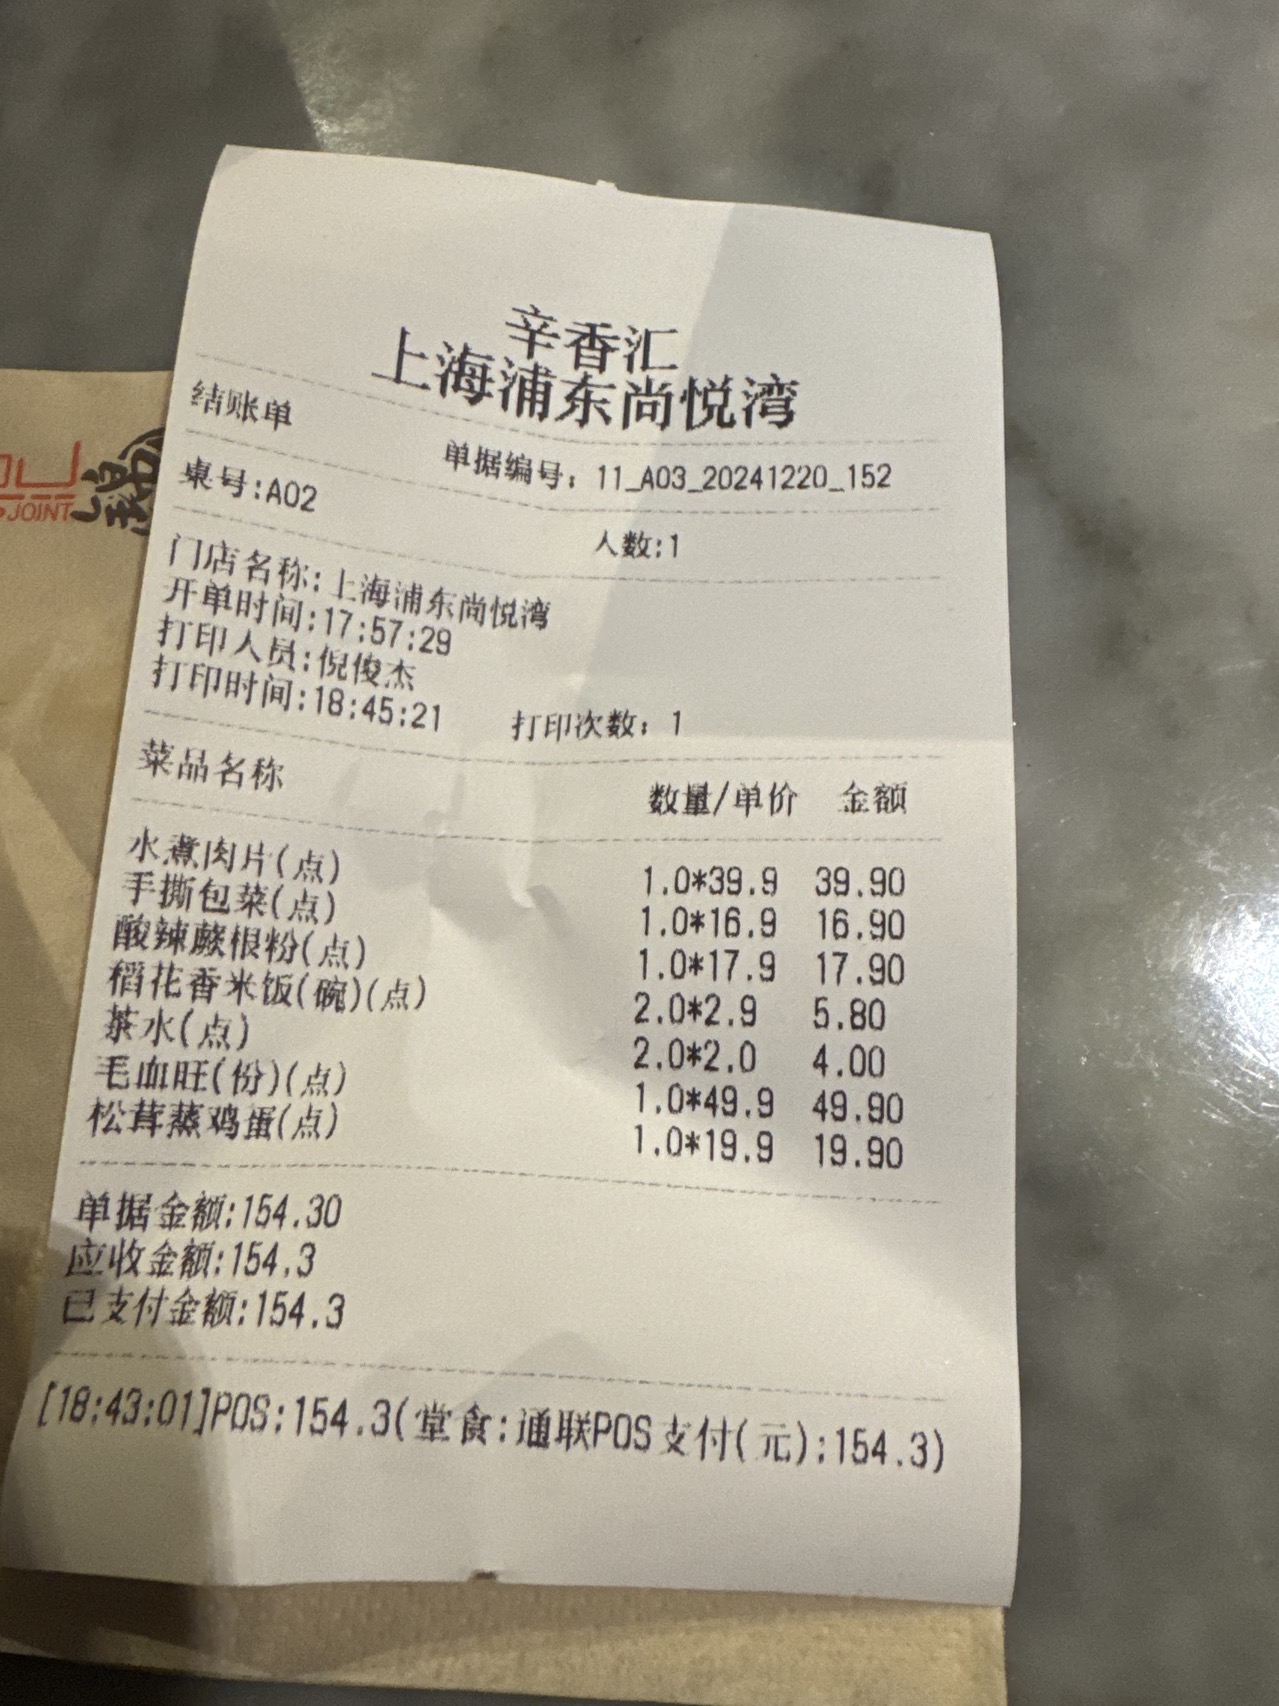 辛香汇
上海浦东尚悦湾
结账单
单据编号：11_A03_20241220_152
桌号:A02
人数:1
门店名称:上海浦东尚悦湾
开单时间:17:57:29
打印人员:倪俊杰
打印时间:18:45:21 打印次数：1
菜品名称 数量/单价 金额
水煮肉片(点) 1.0*39.9 39.90
手撕包菜(点) 1.0*16.9 16.90
酸辣蕨根粉(点) 1.0*17.9 17.90
稻花香米饭(碗)(点) 2.0*2.9 5.80
茶水(点) 2.0*2.0 4.00
毛血旺(份)(点) 1.0*49.9 49.90
松茸蒸鸡蛋(点) 1.0*19.9 19.90
单据金额:154.30
应收金额:154.3
已支付金额:154.3
[18:43:01]POS:154.3(堂食:通联POS支付(元):154.3)
JOINT